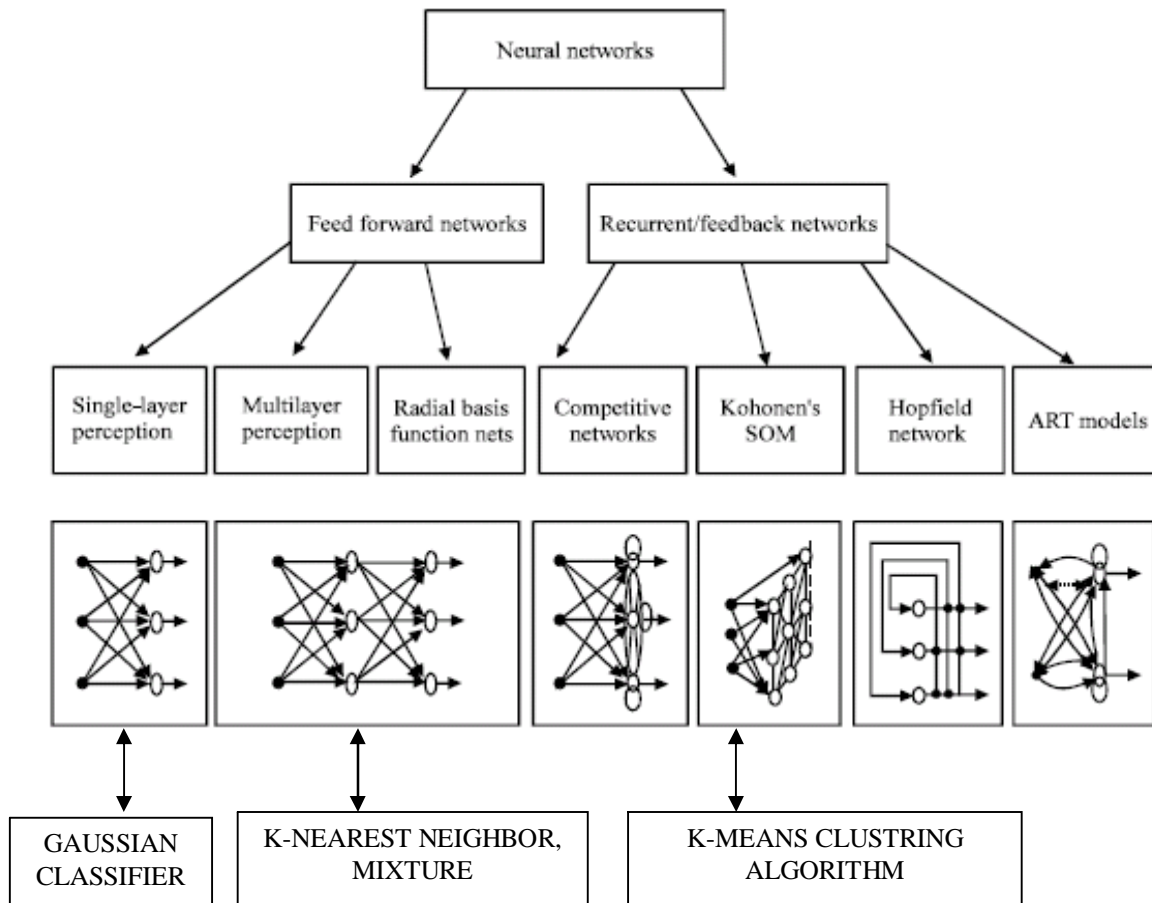 Neural networks
Feed forward networks
Recurrent/feedback networks
Single-layer
perception
Multilayer
perception
Radial basis
function nets
Competitive
networks
Kohonen's
SOM
Hopfield
network
ART models
GAUSSIAN
CLASSIFIER
K-NEAREST NEIGHBOR,
MIXTURE
K-MEANS CLUSTRING
ALGORITHM